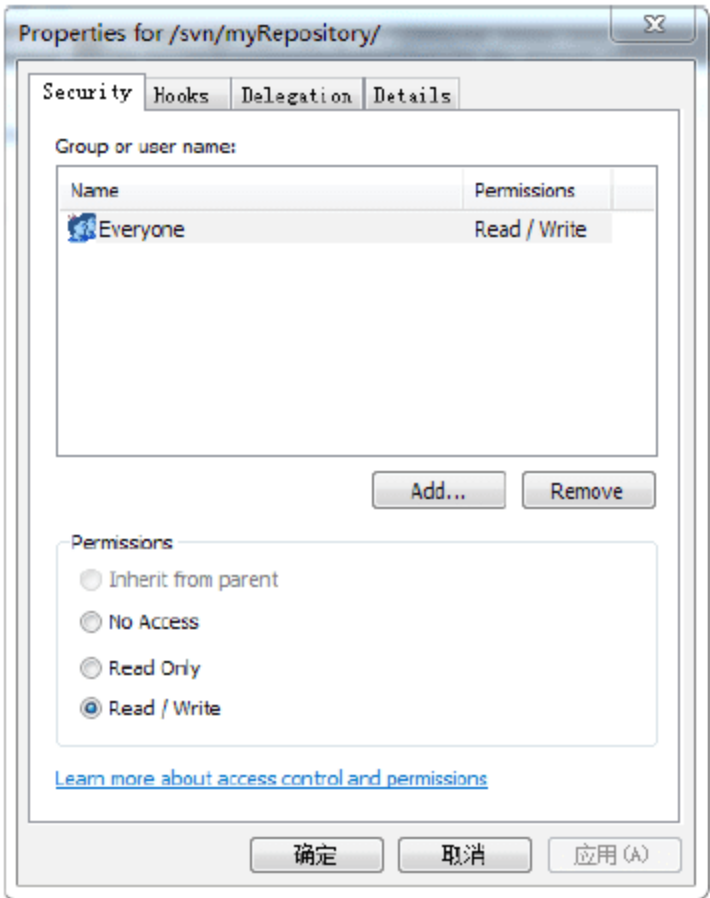 Properties for /svn/myRepository/
Security Hooks Delegation Details
Group or user name:
Name Permissions
Everyone Read / Write
Add... Remove
Permissions
Inherit from parent
No Access
Read Only
Read / Write
Learn more about access control and permissions
确定 取消 应用(A)